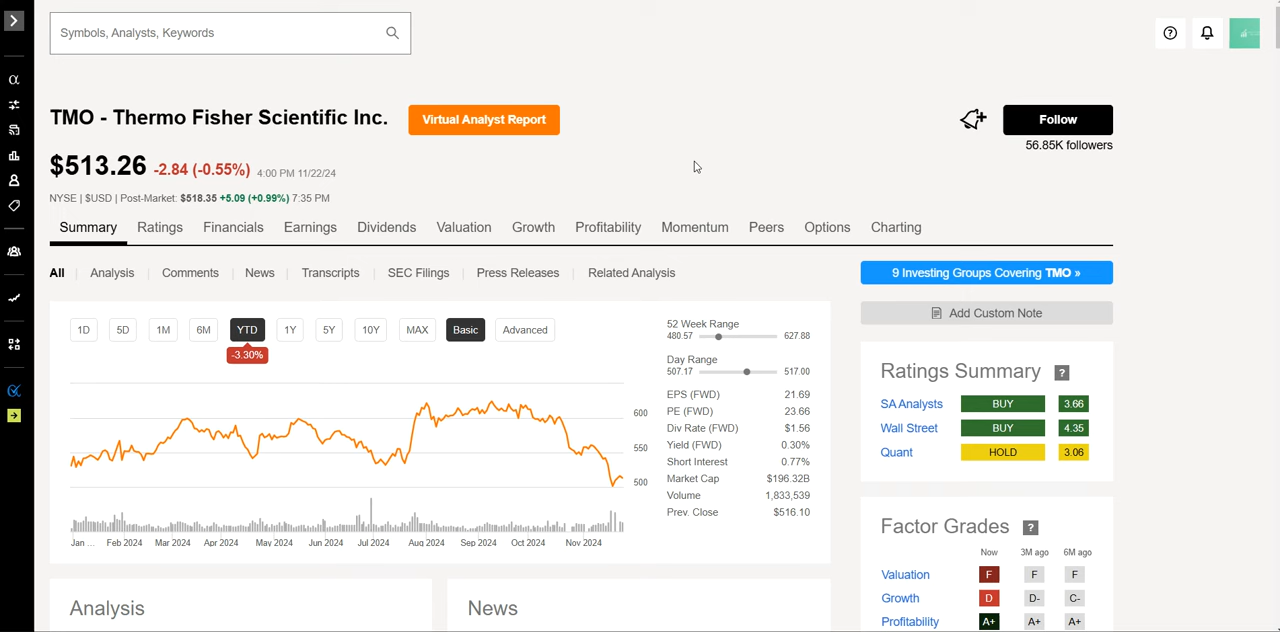 Symbols, Analysts, Keywords
TMO - Thermo Fisher Scientific Inc.
Virtual Analyst Report
Follow
56.85K followers
$513.26 -2.84 (-0.55%) 4:00 PM 11/22/24
NYSE | $USD | Post-Market: $518.35 +5.09 (+0.99%) 7:35 PM
Summary Ratings Financials Earnings Dividends Valuation Growth Profitability Momentum Peers Options Charting
All Analysis Comments News Transcripts SEC Filings Press Releases Related Analysis
1D 5D 1M 6M YTD 1Y 5Y 10Y MAX Basic Advanced
-3.30%
600
550
500
Jan ... Feb 2024 Mar 2024 Apr 2024 May 2024 Jun 2024 Jul 2024 Aug 2024 Sep 2024 Oct 2024 Nov 2024
52 Week Range
480.57 627.88
Day Range
507.17 517.00
EPS (FWD) 21.69
PE (FWD) 23.66
Div Rate (FWD) $1.56
Yield (FWD) 0.30%
Short Interest 0.77%
Market Cap $196.32B
Volume 1,833,539
Prev. Close $516.10
9 Investing Groups Covering TMO »
Add Custom Note
Ratings Summary ?
SA Analysts BUY 3.66
Wall Street BUY 4.35
Quant HOLD 3.06
Factor Grades ?
Now 3M ago 6M ago
Valuation F F F
Growth D D- C-
Profitability A+ A+ A+
Analysis
News